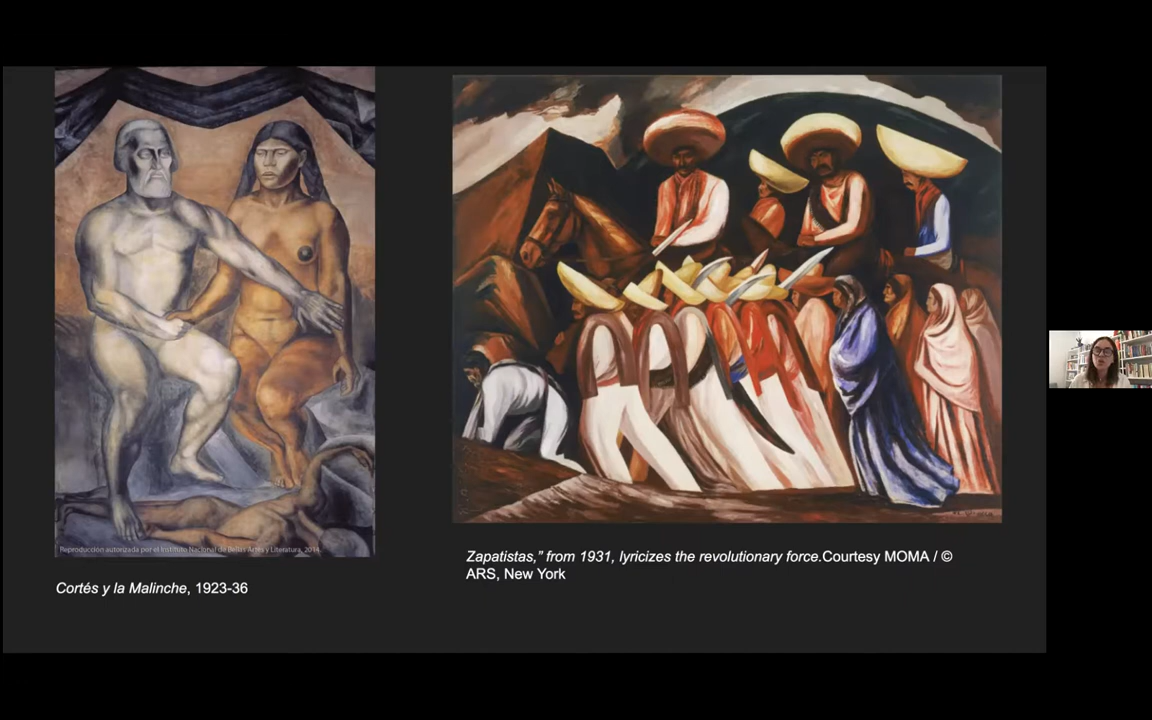 Reproducción autorizada por el Instituto Nacional de Bellas Artes y Literatura, 2014.
Cortés y la Malinche, 1923-36
Zapatistas,” from 1931, lyricizes the revolutionary force.Courtesy MOMA / ©
ARS, New York